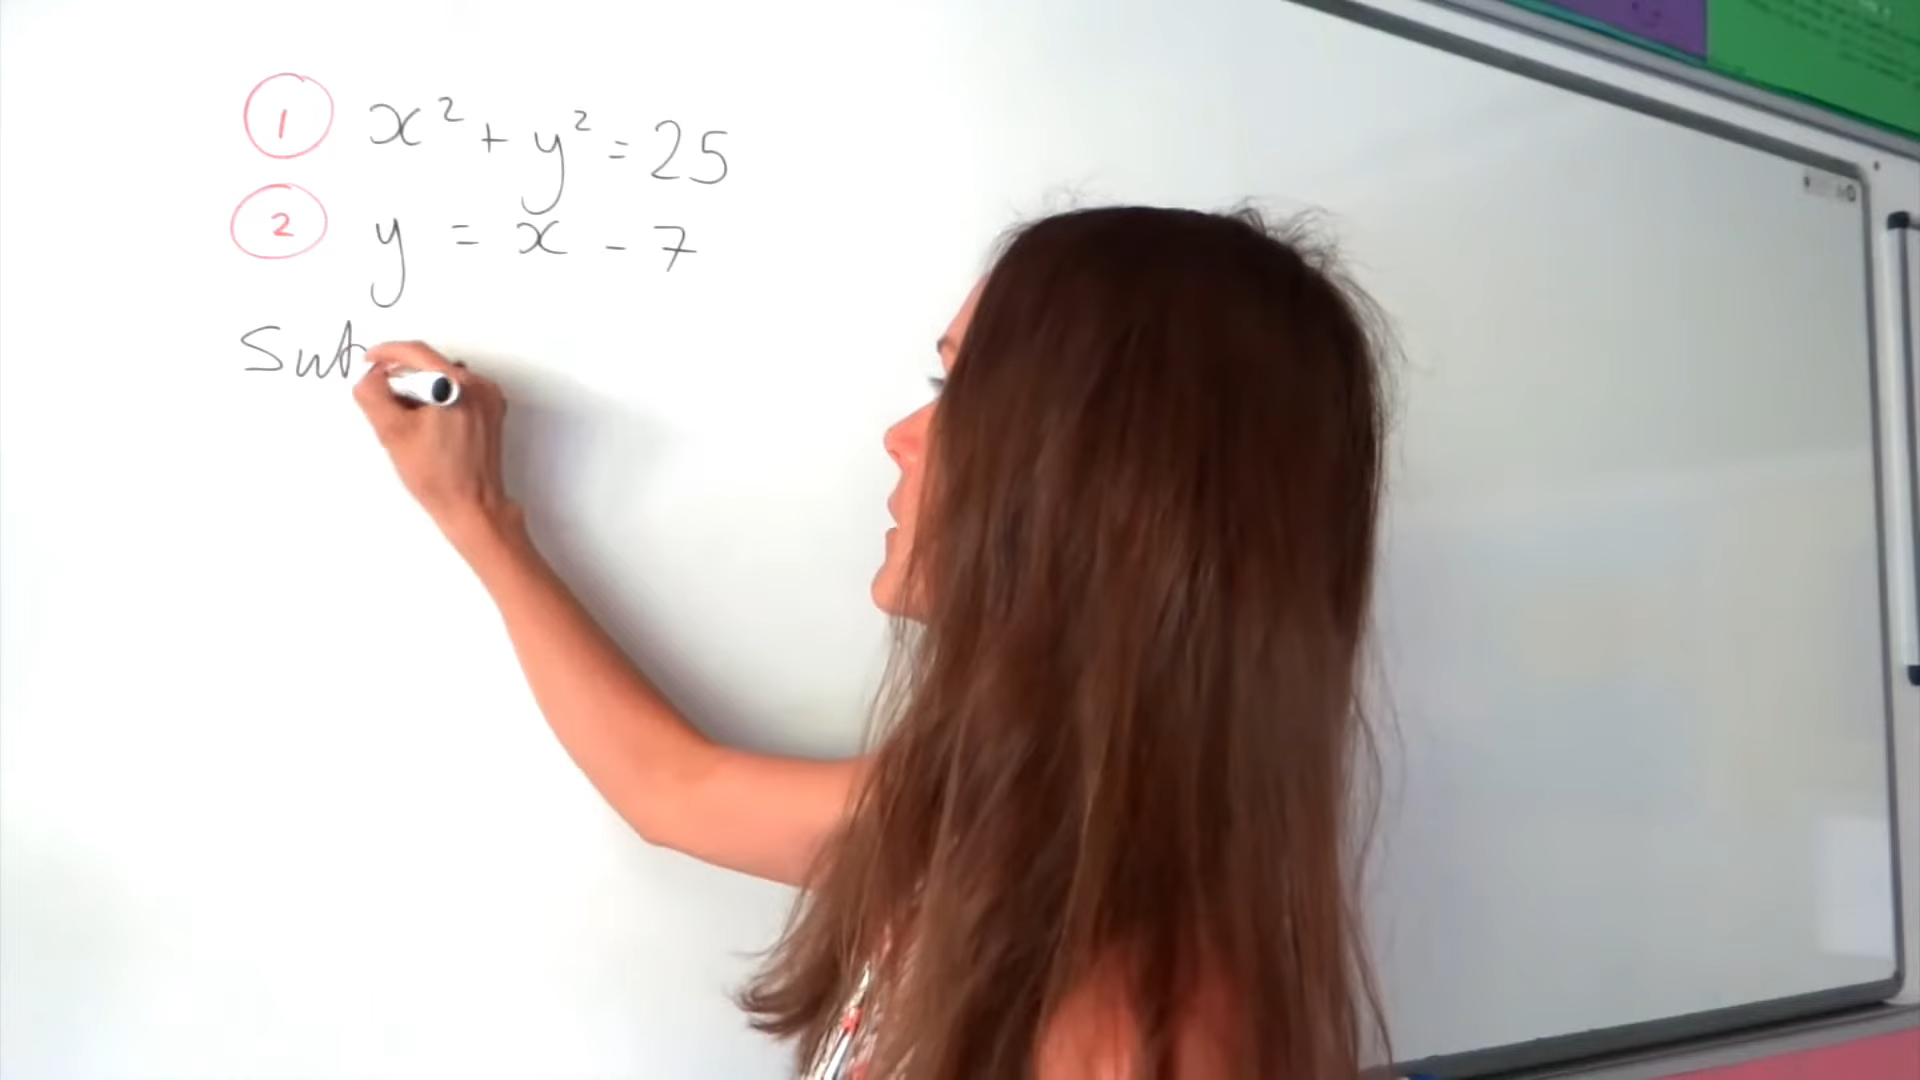 ① x² + y² = 25
② y = x - 7
Sub